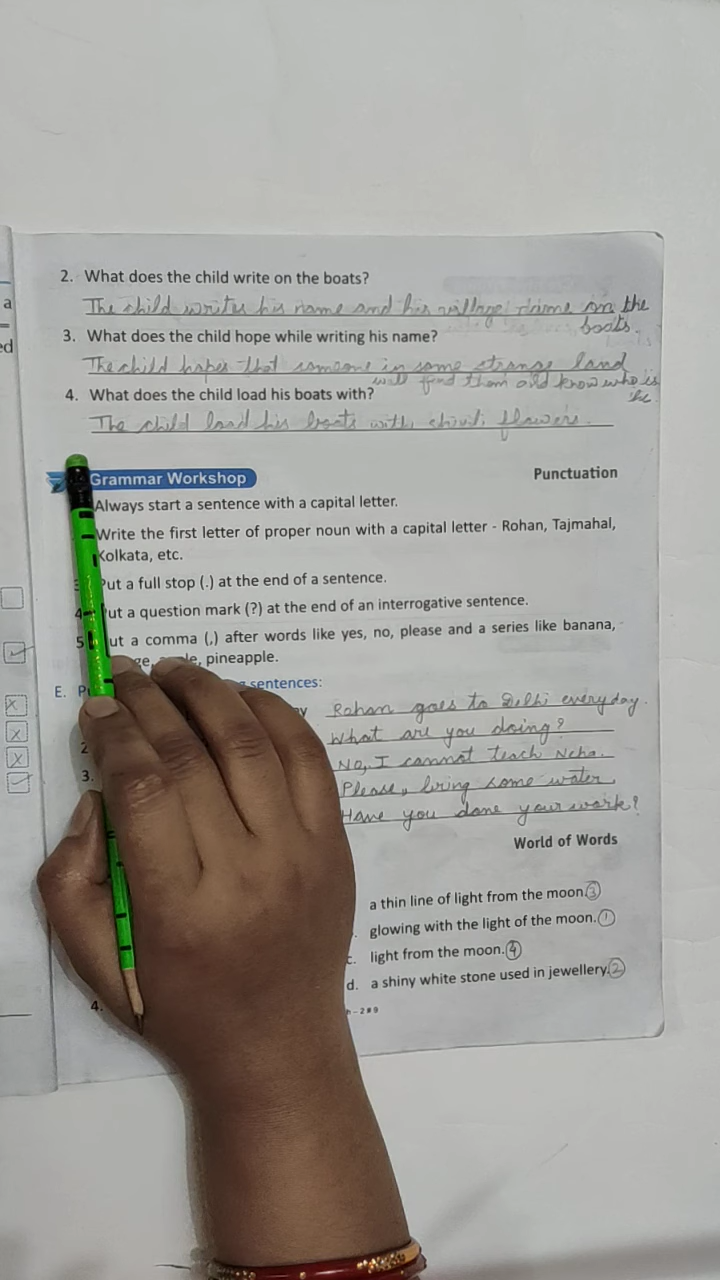 a
ed
2. What does the child write on the boats?
The child writes his name and his village name on the
boats.
3. What does the child hope while writing his name?
The child hopes that someone in some strange land
will find them and know who is
he.
4. What does the child load his boats with?
The child load his boats with shiuli flowers.
Grammar Workshop
Punctuation
Always start a sentence with a capital letter.
Write the first letter of proper noun with a capital letter - Rohan, Tajmahal,
Kolkata, etc.
Put a full stop (.) at the end of a sentence.
4. ut a question mark (?) at the end of an interrogative sentence.
5 ut a comma (,) after words like yes, no, please and a series like banana,
pineapple.
E. sentences:
Rohan goes to Delhi everyday.
What are you doing?
No, I cannot teach Neha.
3.
Please, bring some water
Have you done your work?
World of Words
a thin line of light from the moon. 3
glowing with the light of the moon. 1
c. light from the moon. 4
d. a shiny white stone used in jewellery. 2
4.